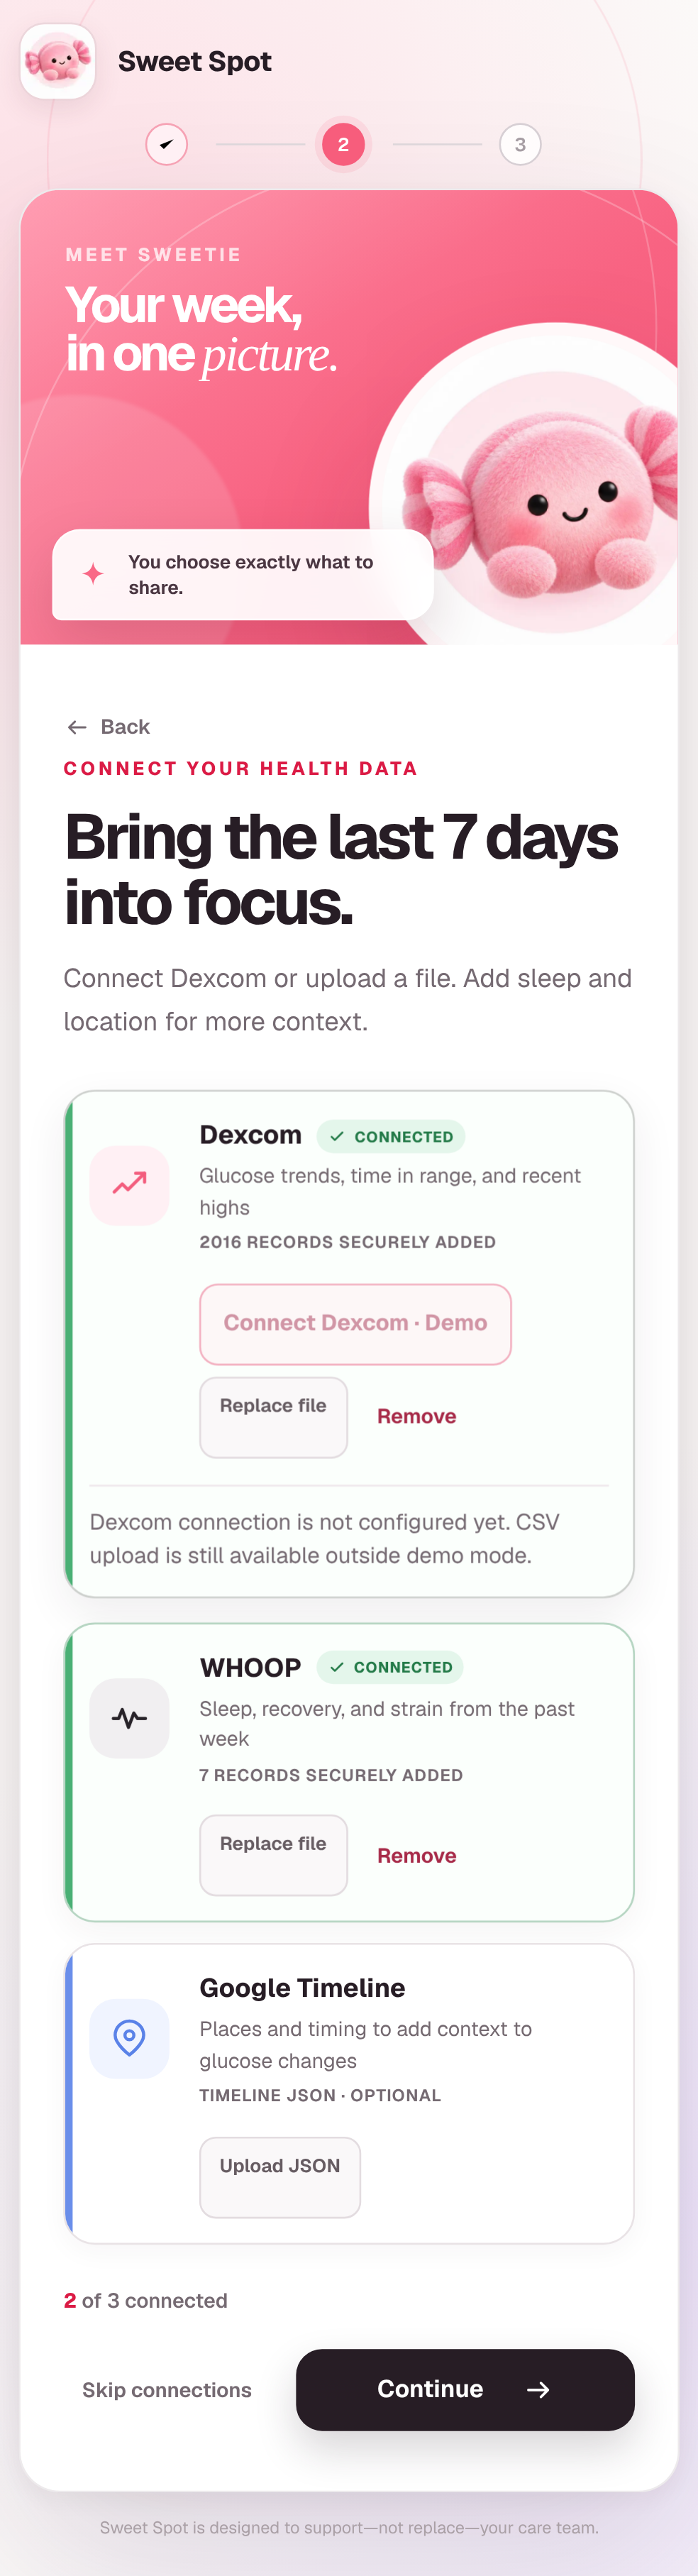 Sweet Spot
2
3
MEET SWEETIE
Your week,
in one picture.
You choose exactly what to
share.
Back
CONNECT YOUR HEALTH DATA
Bring the last 7 days
into focus.
Connect Dexcom or upload a file. Add sleep and
location for more context.
Dexcom
CONNECTED
Glucose trends, time in range, and recent
highs
2016 RECORDS SECURELY ADDED
Connect Dexcom · Demo
Replace file
Remove
Dexcom connection is not configured yet. CSV
upload is still available outside demo mode.
WHOOP
CONNECTED
Sleep, recovery, and strain from the past
week
7 RECORDS SECURELY ADDED
Replace file
Remove
Google Timeline
Places and timing to add context to
glucose changes
TIMELINE JSON · OPTIONAL
Upload JSON
2 of 3 connected
Skip connections
Continue
Sweet Spot is designed to support—not replace—your care team.